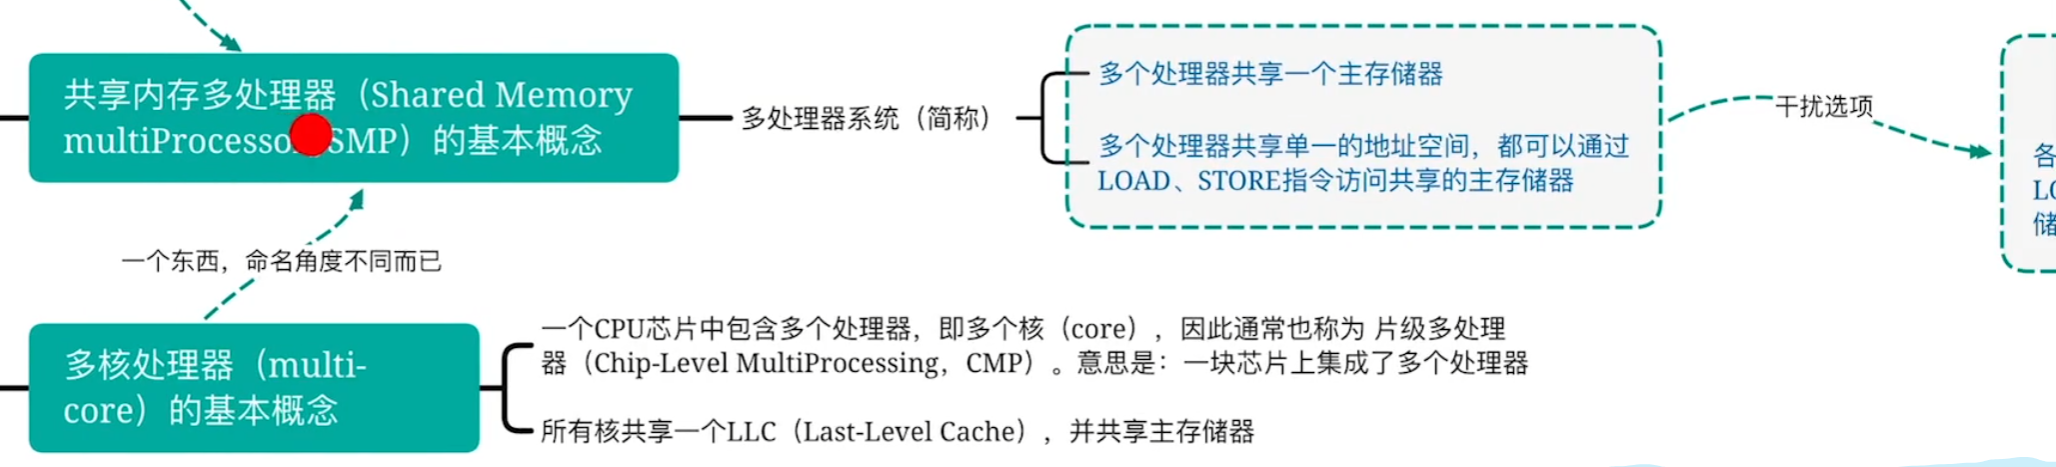 共享内存多处理器（Shared Memory
multiProcesso SMP）的基本概念
多处理器系统（简称）
多个处理器共享一个主存储器
多个处理器共享单一的地址空间，都可以通过
LOAD、STORE指令访问共享的主存储器
干扰选项
各
LO
储
一个东西，命名角度不同而已
多核处理器（multi-
core）的基本概念
一个CPU芯片中包含多个处理器，即多个核（core），因此通常也称为 片级多处理
器（Chip-Level MultiProcessing，CMP）。意思是：一块芯片上集成了多个处理器
所有核共享一个LLC（Last-Level Cache），并共享主存储器